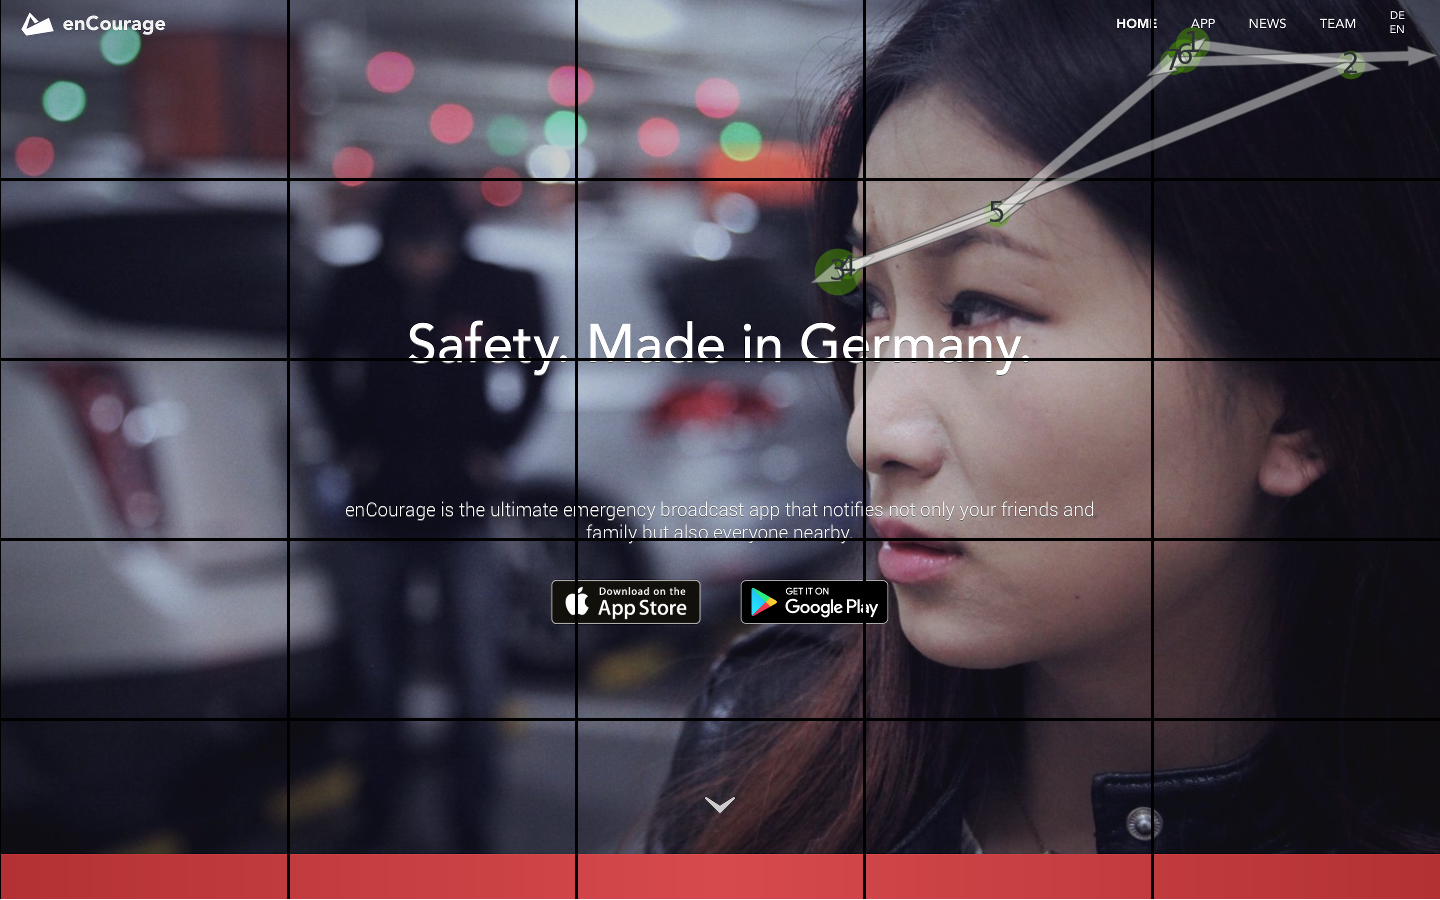 enCourage
HOME APP NEWS TEAM DE
EN
1
2
7 6
5
3 4
Safety. Made in Germany.
enCourage is the ultimate emergency broadcast app that notifies not only your friends and
family but also everyone nearby.
Download on the
App Store
GET IT ON
Google Play